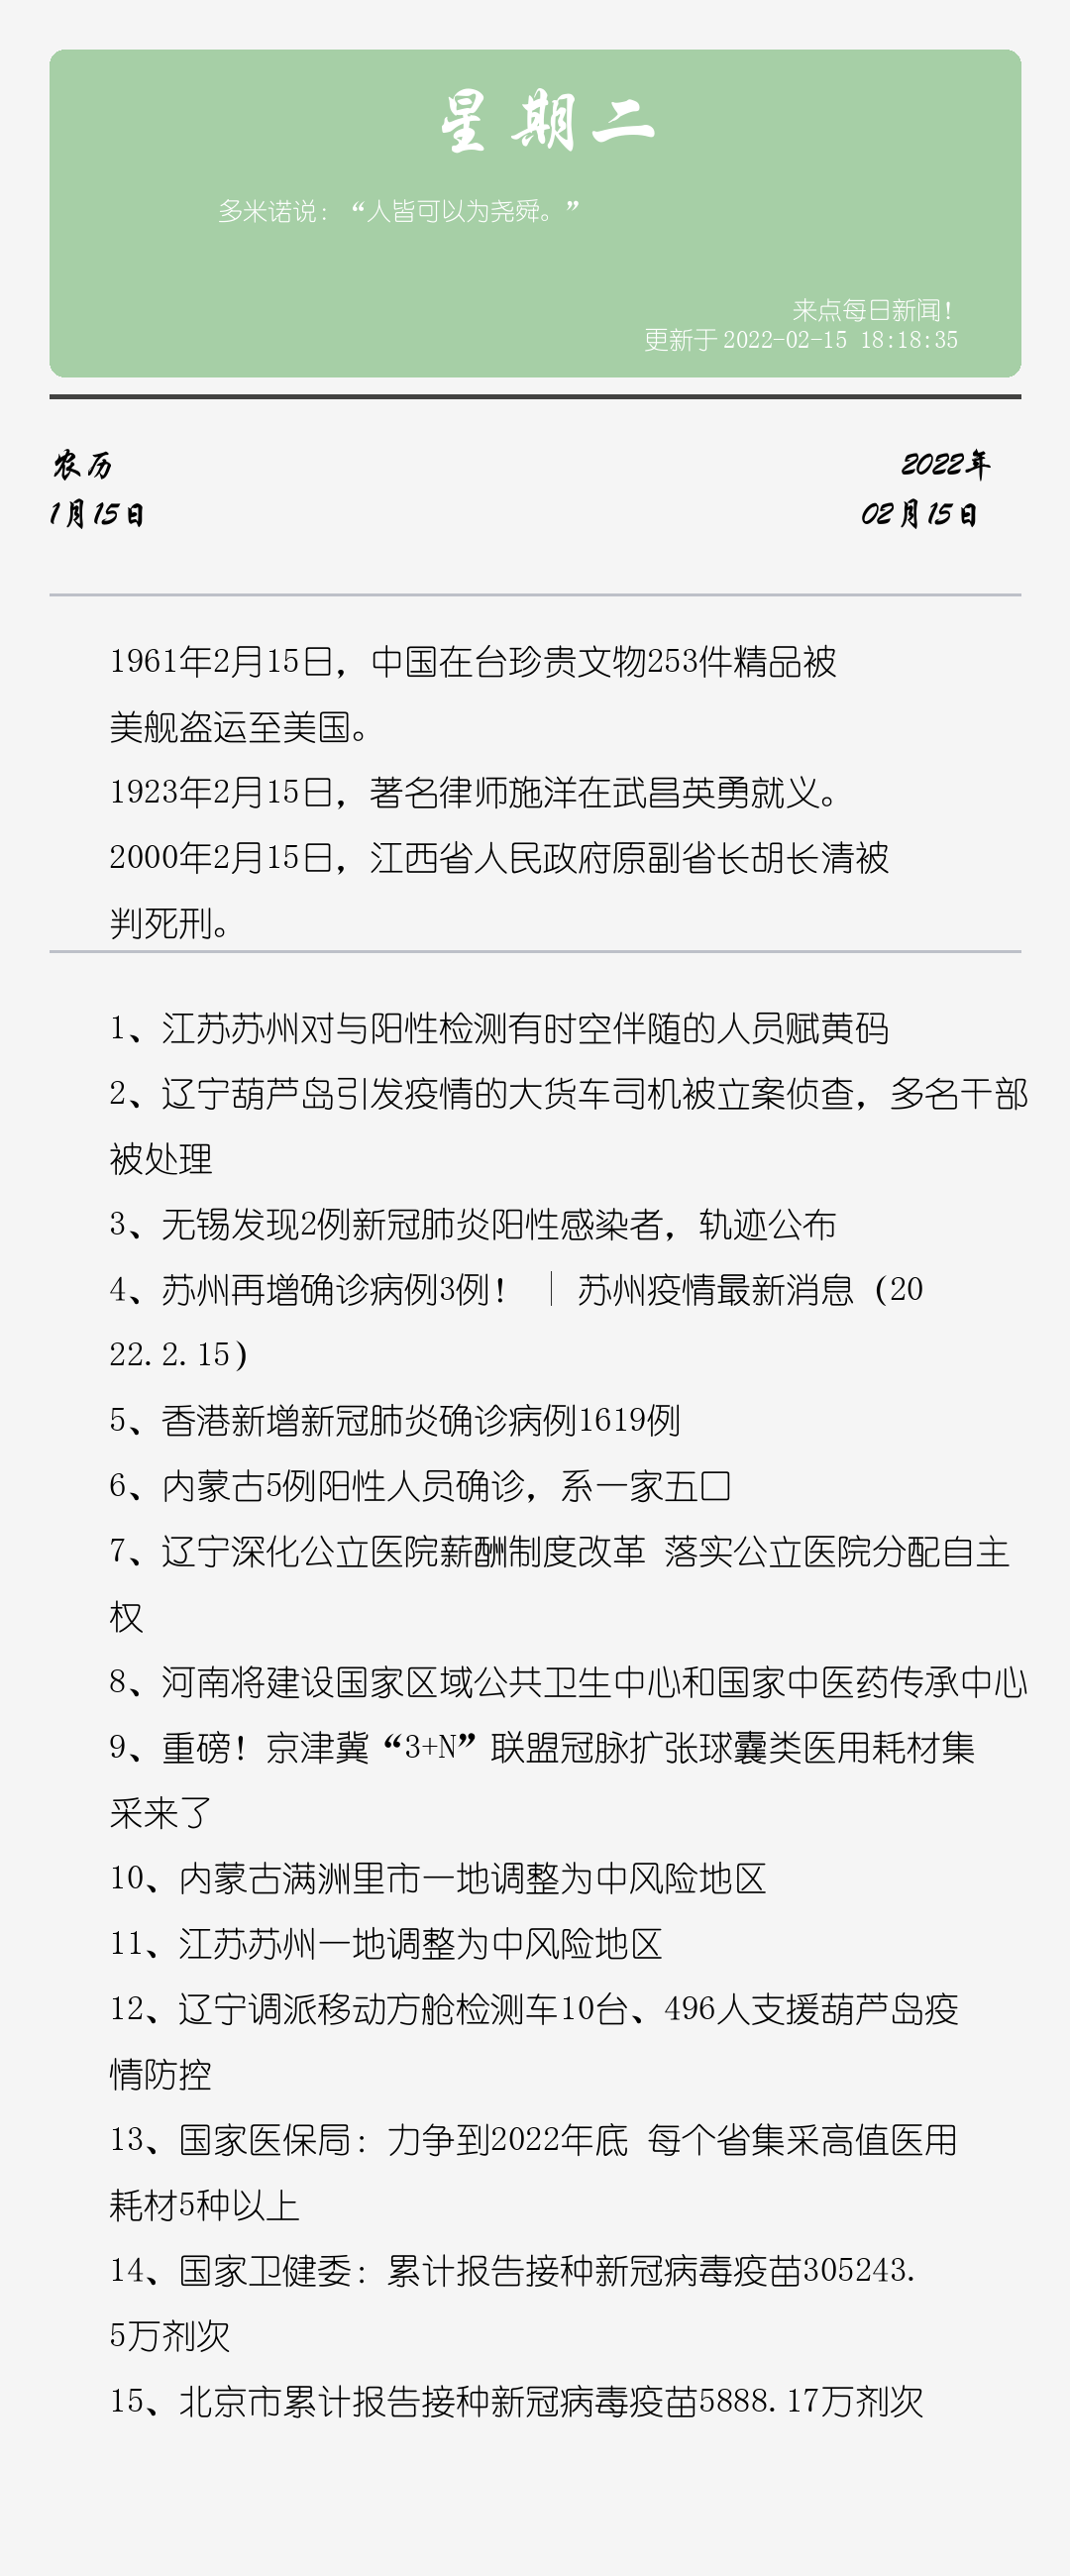 星期二
多米诺说：“人皆可以为尧舜。”
来点每日新闻！
更新于 2022-02-15 18:18:35
农历
2022年
1月15日
02月15日
1961年2月15日，中国在台珍贵文物253件精品被
美舰盗运至美国。
1923年2月15日，著名律师施洋在武昌英勇就义。
2000年2月15日，江西省人民政府原副省长胡长清被
判死刑。
1、江苏苏州对与阳性检测有时空伴随的人员赋黄码
2、辽宁葫芦岛引发疫情的大货车司机被立案侦查，多名干部
被处理
3、无锡发现2例新冠肺炎阳性感染者，轨迹公布
4、苏州再增确诊病例3例！ ｜ 苏州疫情最新消息（20
22.2.15）
5、香港新增新冠肺炎确诊病例1619例
6、内蒙古5例阳性人员确诊，系一家五口
7、辽宁深化公立医院薪酬制度改革 落实公立医院分配自主
权
8、河南将建设国家区域公共卫生中心和国家中医药传承中心
9、重磅！京津冀“3+N”联盟冠脉扩张球囊类医用耗材集
采来了
10、内蒙古满洲里市一地调整为中风险地区
11、江苏苏州一地调整为中风险地区
12、辽宁调派移动方舱检测车10台、496人支援葫芦岛疫
情防控
13、国家医保局：力争到2022年底 每个省集采高值医用
耗材5种以上
14、国家卫健委：累计报告接种新冠病毒疫苗305243.
5万剂次
15、北京市累计报告接种新冠病毒疫苗5888.17万剂次